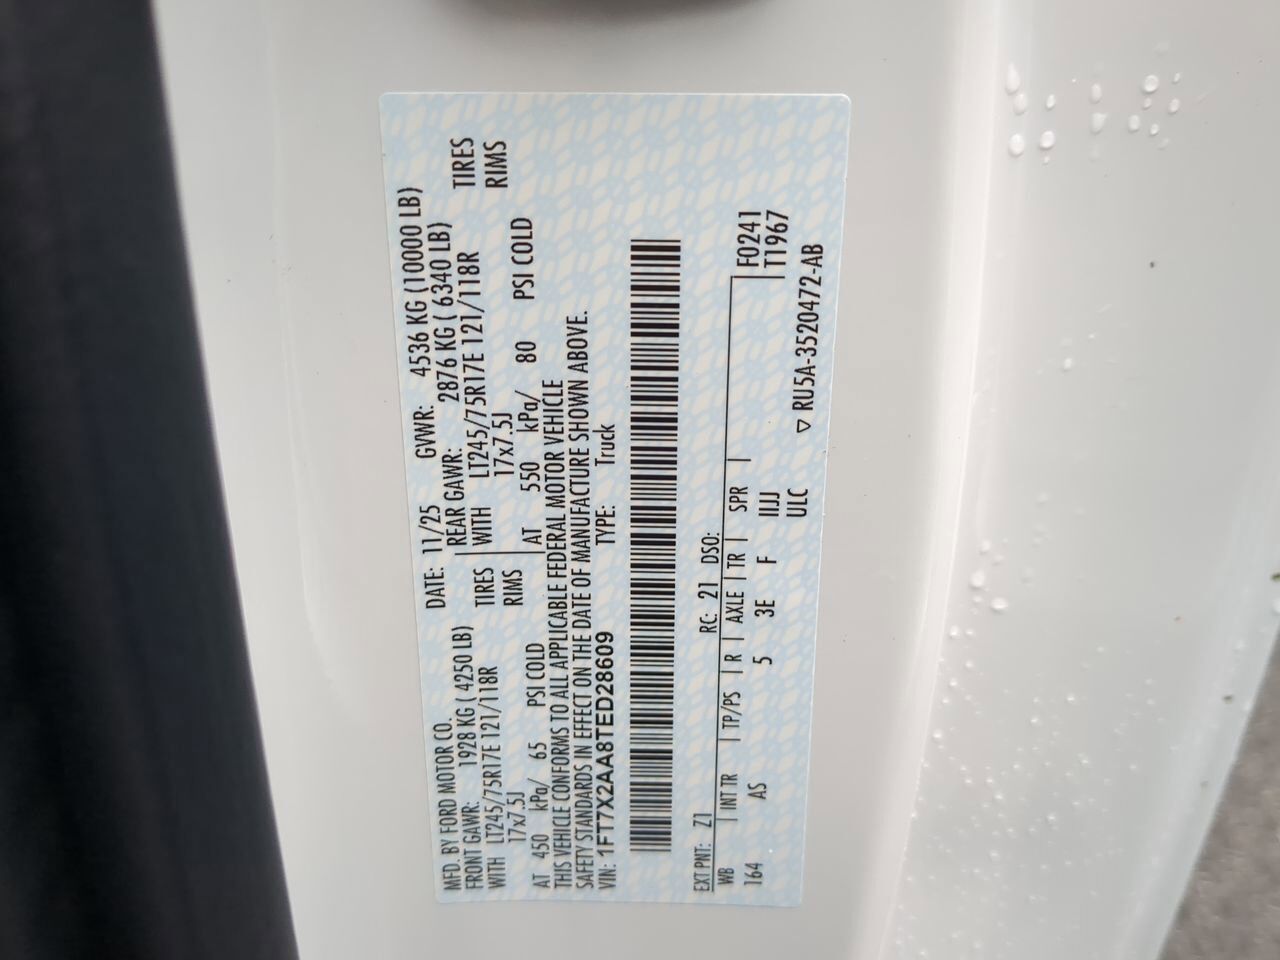 MFD. BY FORD MOTOR CO. DATE: 11/25 GVWR: 4536 KG (10000 LB)
FRONT GAWR: 1928 KG ( 4250 LB) REAR GAWR: 2876 KG ( 6340 LB)
WITH LT245/75R17E 121/118R TIRES WITH LT245/75R17E 121/118R TIRES
17x7.5J RIMS 17x7.5J RIMS
AT 450 kPa/ 65 PSI COLD AT 550 kPa/ 80 PSI COLD
THIS VEHICLE CONFORMS TO ALL APPLICABLE FEDERAL MOTOR VEHICLE
SAFETY STANDARDS IN EFFECT ON THE DATE OF MANUFACTURE SHOWN ABOVE.
VIN: 1FT7X2AA8TED28609 TYPE: Truck
EXT PNT: Z1 RC: 21 DSO:
WB INT TR TP/PS R AXLE TR SPR F0241
164 AS 5 3E F IIJJ T1967
ULC
▽ RU5A-3520472-AB